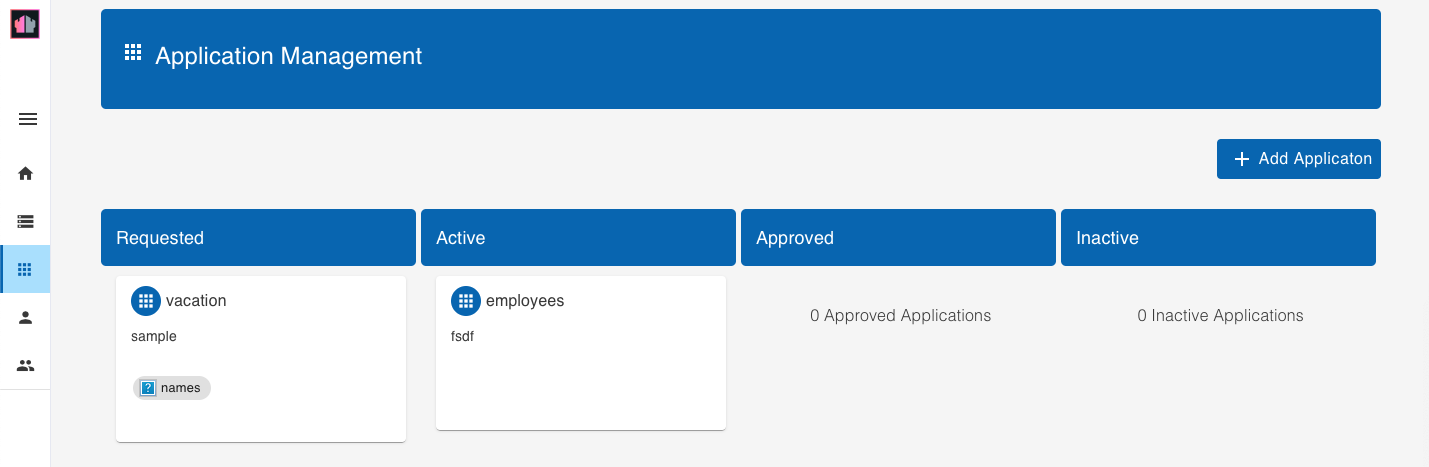 Application Management
Add Applicaton
Requested
Active
Approved
Inactive
vacation
sample
names
employees
fsdf
0 Approved Applications
0 Inactive Applications